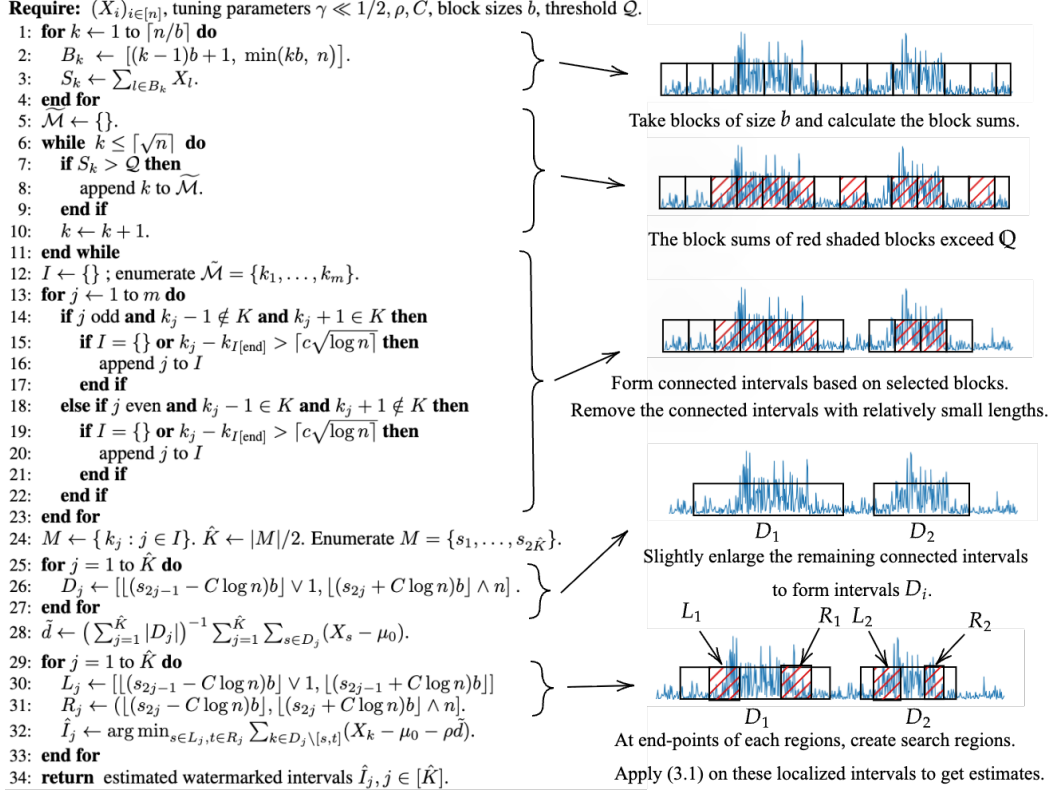 Require: (X_i)_{i∈[n]}, tuning parameters γ ≪ 1/2, ρ, C, block sizes b, threshold 𝒬.
1: for k ← 1 to ⌈n/b⌉ do
2: B_k ← [(k − 1)b + 1, min(kb, n)].
3: S_k ← ∑_{l∈B_k} X_l.
4: end for
5: M̃ ← {}.
6: while k ≤ ⌈√n⌉ do
7: if S_k > 𝒬 then
8: append k to M̃.
9: end if
10: k ← k + 1.
11: end while
12: I ← {} ; enumerate M̃ = {k_1, . . . , k_m}.
13: for j ← 1 to m do
14: if j odd and k_j − 1 ∉ K and k_j + 1 ∈ K then
15: if I = {} or k_j − k_{I[end]} > ⌈c√log n⌉ then
16: append j to I
17: end if
18: else if j even and k_j − 1 ∈ K and k_j + 1 ∉ K then
19: if I = {} or k_j − k_{I[end]} > ⌈c√log n⌉ then
20: append j to I
21: end if
22: end if
23: end for
24: M ← { k_j : j ∈ I}. K̂ ← |M|/2. Enumerate M = {s_1, . . . , s_{2K̂}}.
25: for j = 1 to K̂ do
26: D_j ← [⌊(s_{2j−1} − C log n)b⌋ ∨ 1, ⌊(s_{2j} + C log n)b⌋ ∧ n] .
27: end for
28: d̃ ← (∑_{j=1}^{K̂} |D_j|)^{−1} ∑_{j=1}^{K̂} ∑_{s∈D_j} (X_s − μ_0).
29: for j = 1 to K̂ do
30: L_j ← [⌊(s_{2j−1} − C log n)b⌋ ∨ 1, ⌊(s_{2j−1} + C log n)b⌋]
31: R_j ← (⌊(s_{2j} − C log n)b⌋, ⌊(s_{2j} + C log n)b⌋ ∧ n].
32: Î_j ← arg min_{s∈L_j,t∈R_j} ∑_{k∈D_j\[s,t]} (X_k − μ_0 − ρd̃).
33: end for
34: return estimated watermarked intervals Î_j, j ∈ [K̂].
Take blocks of size b and calculate the block sums.
The block sums of red shaded blocks exceed Q
Form connected intervals based on selected blocks.
Remove the connected intervals with relatively small lengths.
D_1 D_2
Slightly enlarge the remaining connected intervals
to form intervals D_i.
L_1 R_1 L_2 R_2
D_1 D_2
At end-points of each regions, create search regions.
Apply (3.1) on these localized intervals to get estimates.